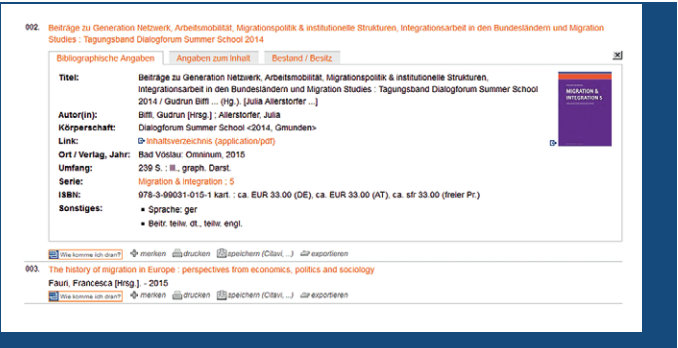 002. Beiträge zu Generation Netzwerk, Arbeitsmobilität, Migrationspolitik & institutionelle Strukturen, Integrationsarbeit in den Bundesländern und Migration
Studies : Tagungsband Dialogforum Summer School 2014
Bibliographische Angaben Angaben zum Inhalt Bestand / Besitz
Titel: Beiträge zu Generation Netzwerk, Arbeitsmobilität, Migrationspolitik & institutionelle Strukturen,
Integrationsarbeit in den Bundesländern und Migration Studies : Tagungsband Dialogforum Summer School
2014 / Gudrun Biffl ... (Hg.). [Julia Allerstorfer ...]
MIGRATION &
INTEGRATION 5
Autor(in): Biffl, Gudrun [Hrsg.] ; Allerstorfer, Julia
Körperschaft: Dialogforum Summer School <2014, Gmunden>
Link: Inhaltsverzeichnis (application/pdf)
Ort / Verlag, Jahr: Bad Vöslau: Omninum, 2015
Umfang: 239 S. : Ill., graph. Darst.
Serie: Migration & Integration ; 5
ISBN: 978-3-99031-015-1 kart. : ca. EUR 33.00 (DE), ca. EUR 33.00 (AT), ca. sfr 33.00 (freier Pr.)
Sonstiges: ▪ Sprache: ger
▪ Beitr. teilw. dt., teilw. engl.
Wie komme ich dran? merken drucken speichern (Citavi, ...) exportieren
003. The history of migration in Europe : perspectives from economics, politics and sociology
Fauri, Francesca [Hrsg.]. - 2015
Wie komme ich dran? merken drucken speichern (Citavi, ...) exportieren